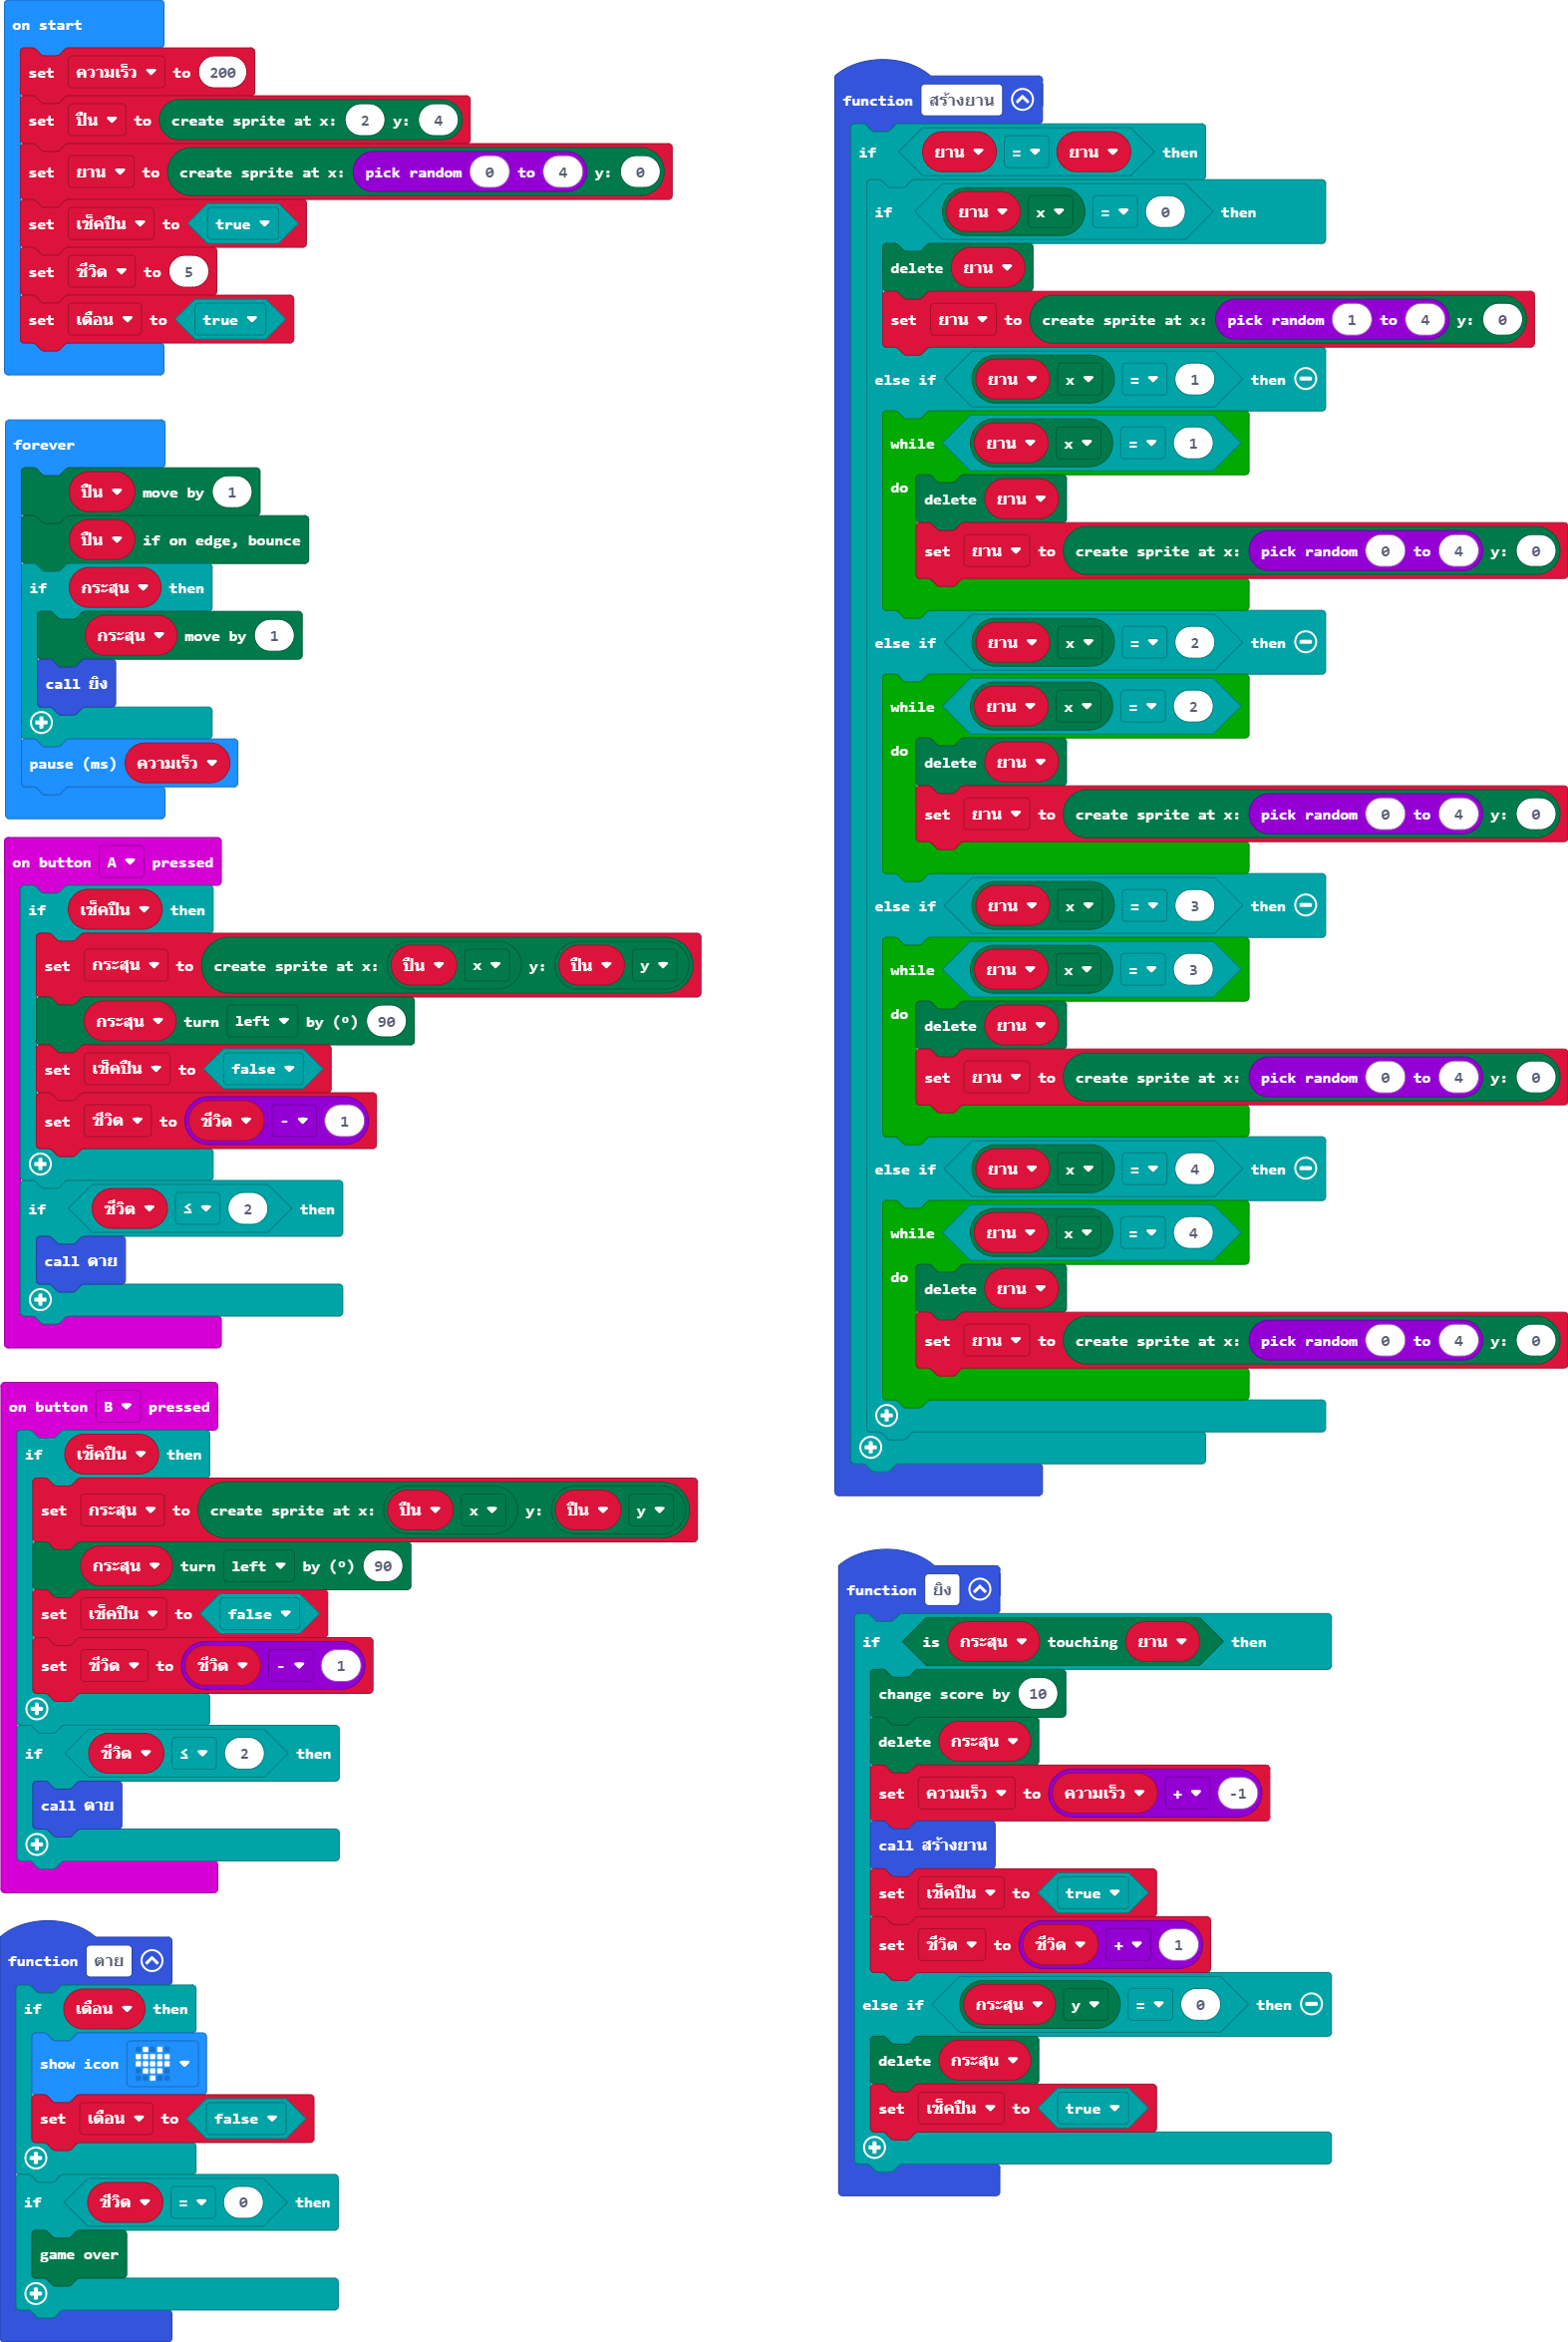 on start
set ความเร็ว to 200
set ปืน to create sprite at x: 2 y: 4
set ยาน to create sprite at x: pick random 0 to 4 y: 0
set เช็คปืน to true
set ชีวิต to 5
set เตือน to true
forever
ปืน move by 1
ปืน if on edge, bounce
if กระสุน then
กระสุน move by 1
call ยิง
pause (ms) ความเร็ว
on button A pressed
if เช็คปืน then
set กระสุน to create sprite at x: ปืน x y: ปืน y
กระสุน turn left by (º) 90
set เช็คปืน to false
set ชีวิต to ชีวิต - 1
if ชีวิต ≤ 2 then
call ตาย
on button B pressed
if เช็คปืน then
set กระสุน to create sprite at x: ปืน x y: ปืน y
กระสุน turn left by (º) 90
set เช็คปืน to false
set ชีวิต to ชีวิต - 1
if ชีวิต ≤ 2 then
call ตาย
function ตาย
if เตือน then
show icon
set เตือน to false
if ชีวิต = 0 then
game over
function สร้างยาน
if ยาน = ยาน then
if ยาน x = 0 then
delete ยาน
set ยาน to create sprite at x: pick random 1 to 4 y: 0
else if ยาน x = 1 then
while ยาน x = 1
do delete ยาน
set ยาน to create sprite at x: pick random 0 to 4 y: 0
else if ยาน x = 2 then
while ยาน x = 2
do delete ยาน
set ยาน to create sprite at x: pick random 0 to 4 y: 0
else if ยาน x = 3 then
while ยาน x = 3
do delete ยาน
set ยาน to create sprite at x: pick random 0 to 4 y: 0
else if ยาน x = 4 then
while ยาน x = 4
do delete ยาน
set ยาน to create sprite at x: pick random 0 to 4 y: 0
function ยิง
if is กระสุน touching ยาน then
change score by 10
delete กระสุน
set ความเร็ว to ความเร็ว + -1
call สร้างยาน
set เช็คปืน to true
set ชีวิต to ชีวิต + 1
else if กระสุน y = 0 then
delete กระสุน
set เช็คปืน to true